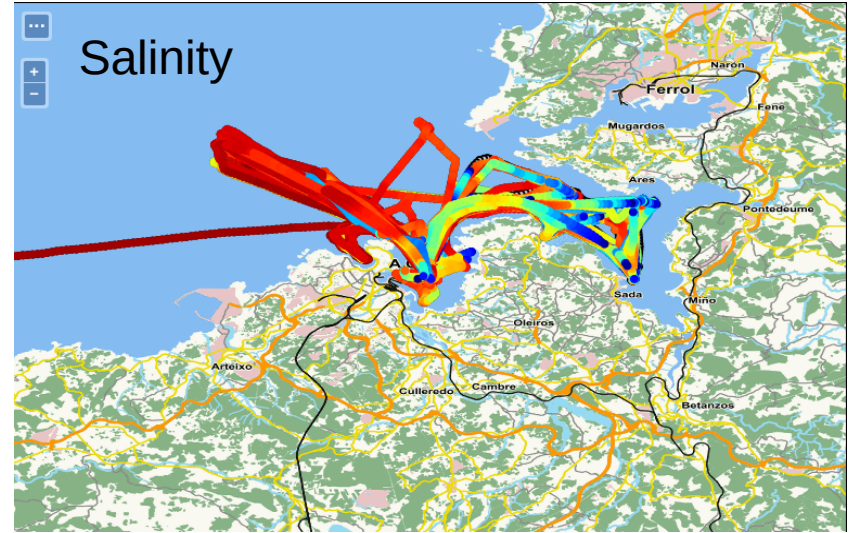 ...
+
−
Salinity
Narón
Ferrol
Fene
Mugardos
Ares
Pontedeume
A
Sada
Miño
Oleiros
Arteixo
Culleredo
Cambre
Betanzos